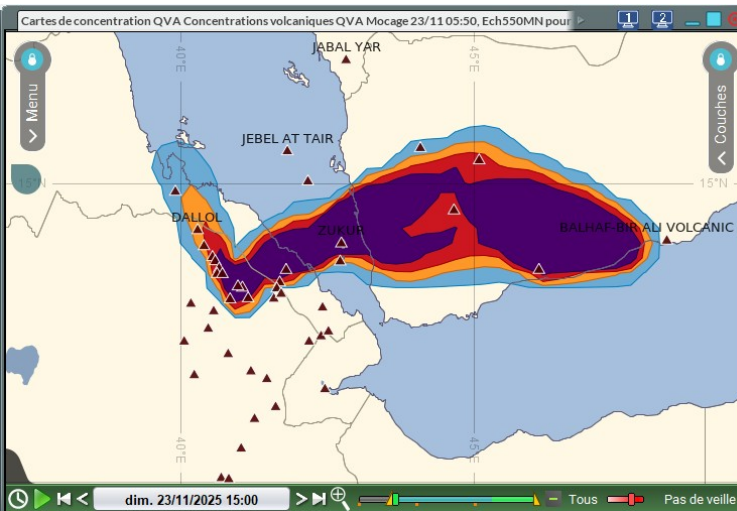 Cartes de concentration QVA Concentrations volcaniques QVA Mocage 23/11 05:50, Ech550MN pour
1 2
Menu
Couches
40°E
45°E
JABAL YAR
JEBEL AT TAIR
15°N
15°N
DALLOL
ZUKUR
BALHAF-BIR ALI VOLCANIC
40°E
45°E
dim. 23/11/2025 15:00
Tous
Pas de veille